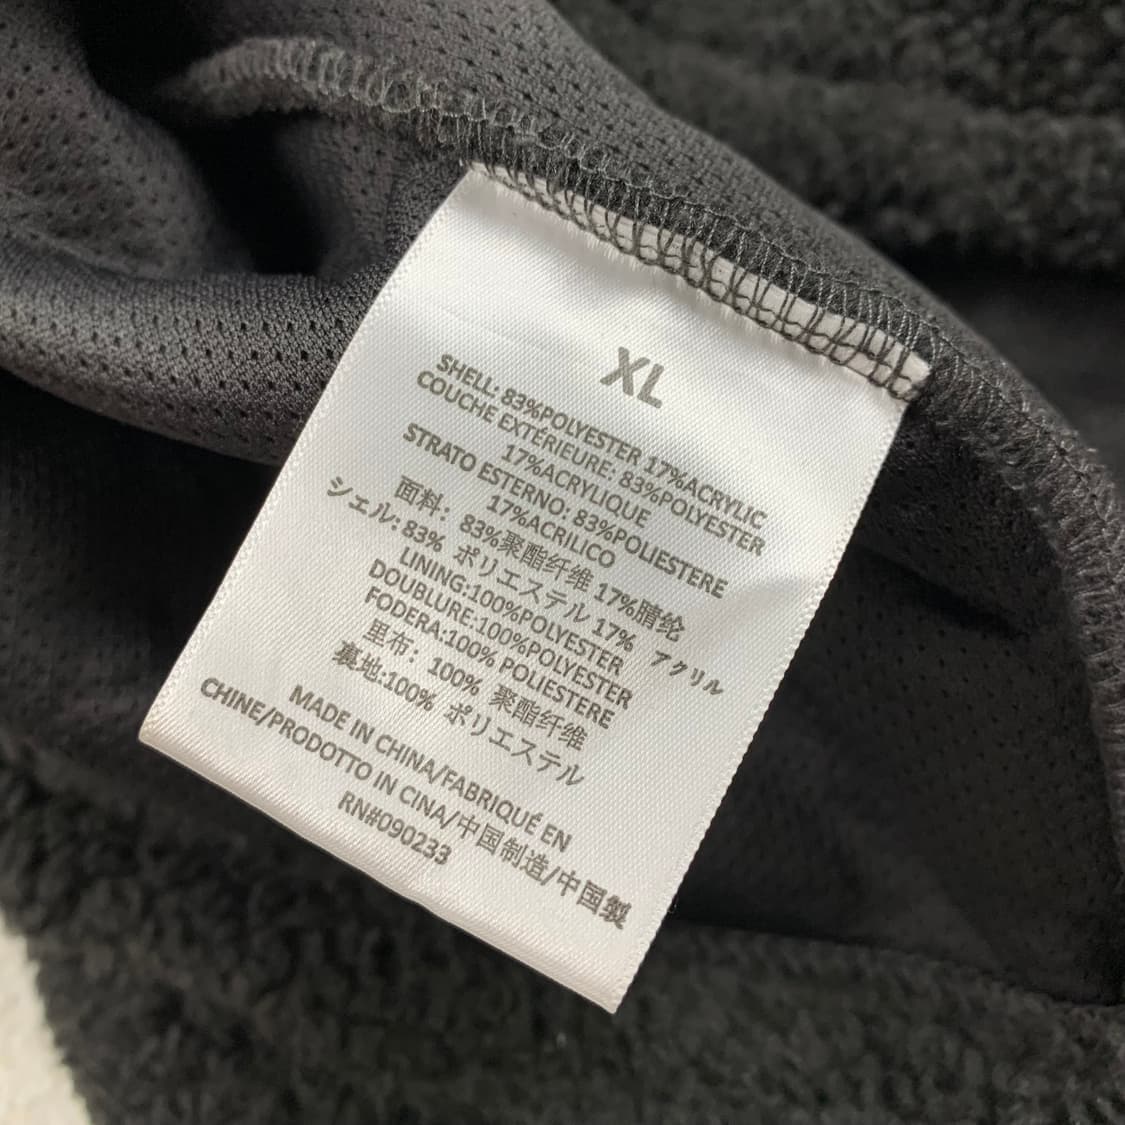 XL
SHELL: 83%POLYESTER 17%ACRYLIC
COUCHE EXTÉRIEURE: 83%POLYESTER
17%ACRYLIQUE
STRATO ESTERNO: 83%POLIESTERE
17%ACRILICO
面料: 83%聚酯纤维 17%腈纶
シェル: 83% ポリエステル 17% アクリル
LINING:100%POLYESTER
DOUBLURE:100%POLYESTER
FODERA:100% POLIESTERE
里布: 100% 聚酯纤维
裏地:100% ポリエステル
MADE IN CHINA/FABRIQUÉ EN
CHINE/PRODOTTO IN CINA/中国制造/中国製
RN#090233